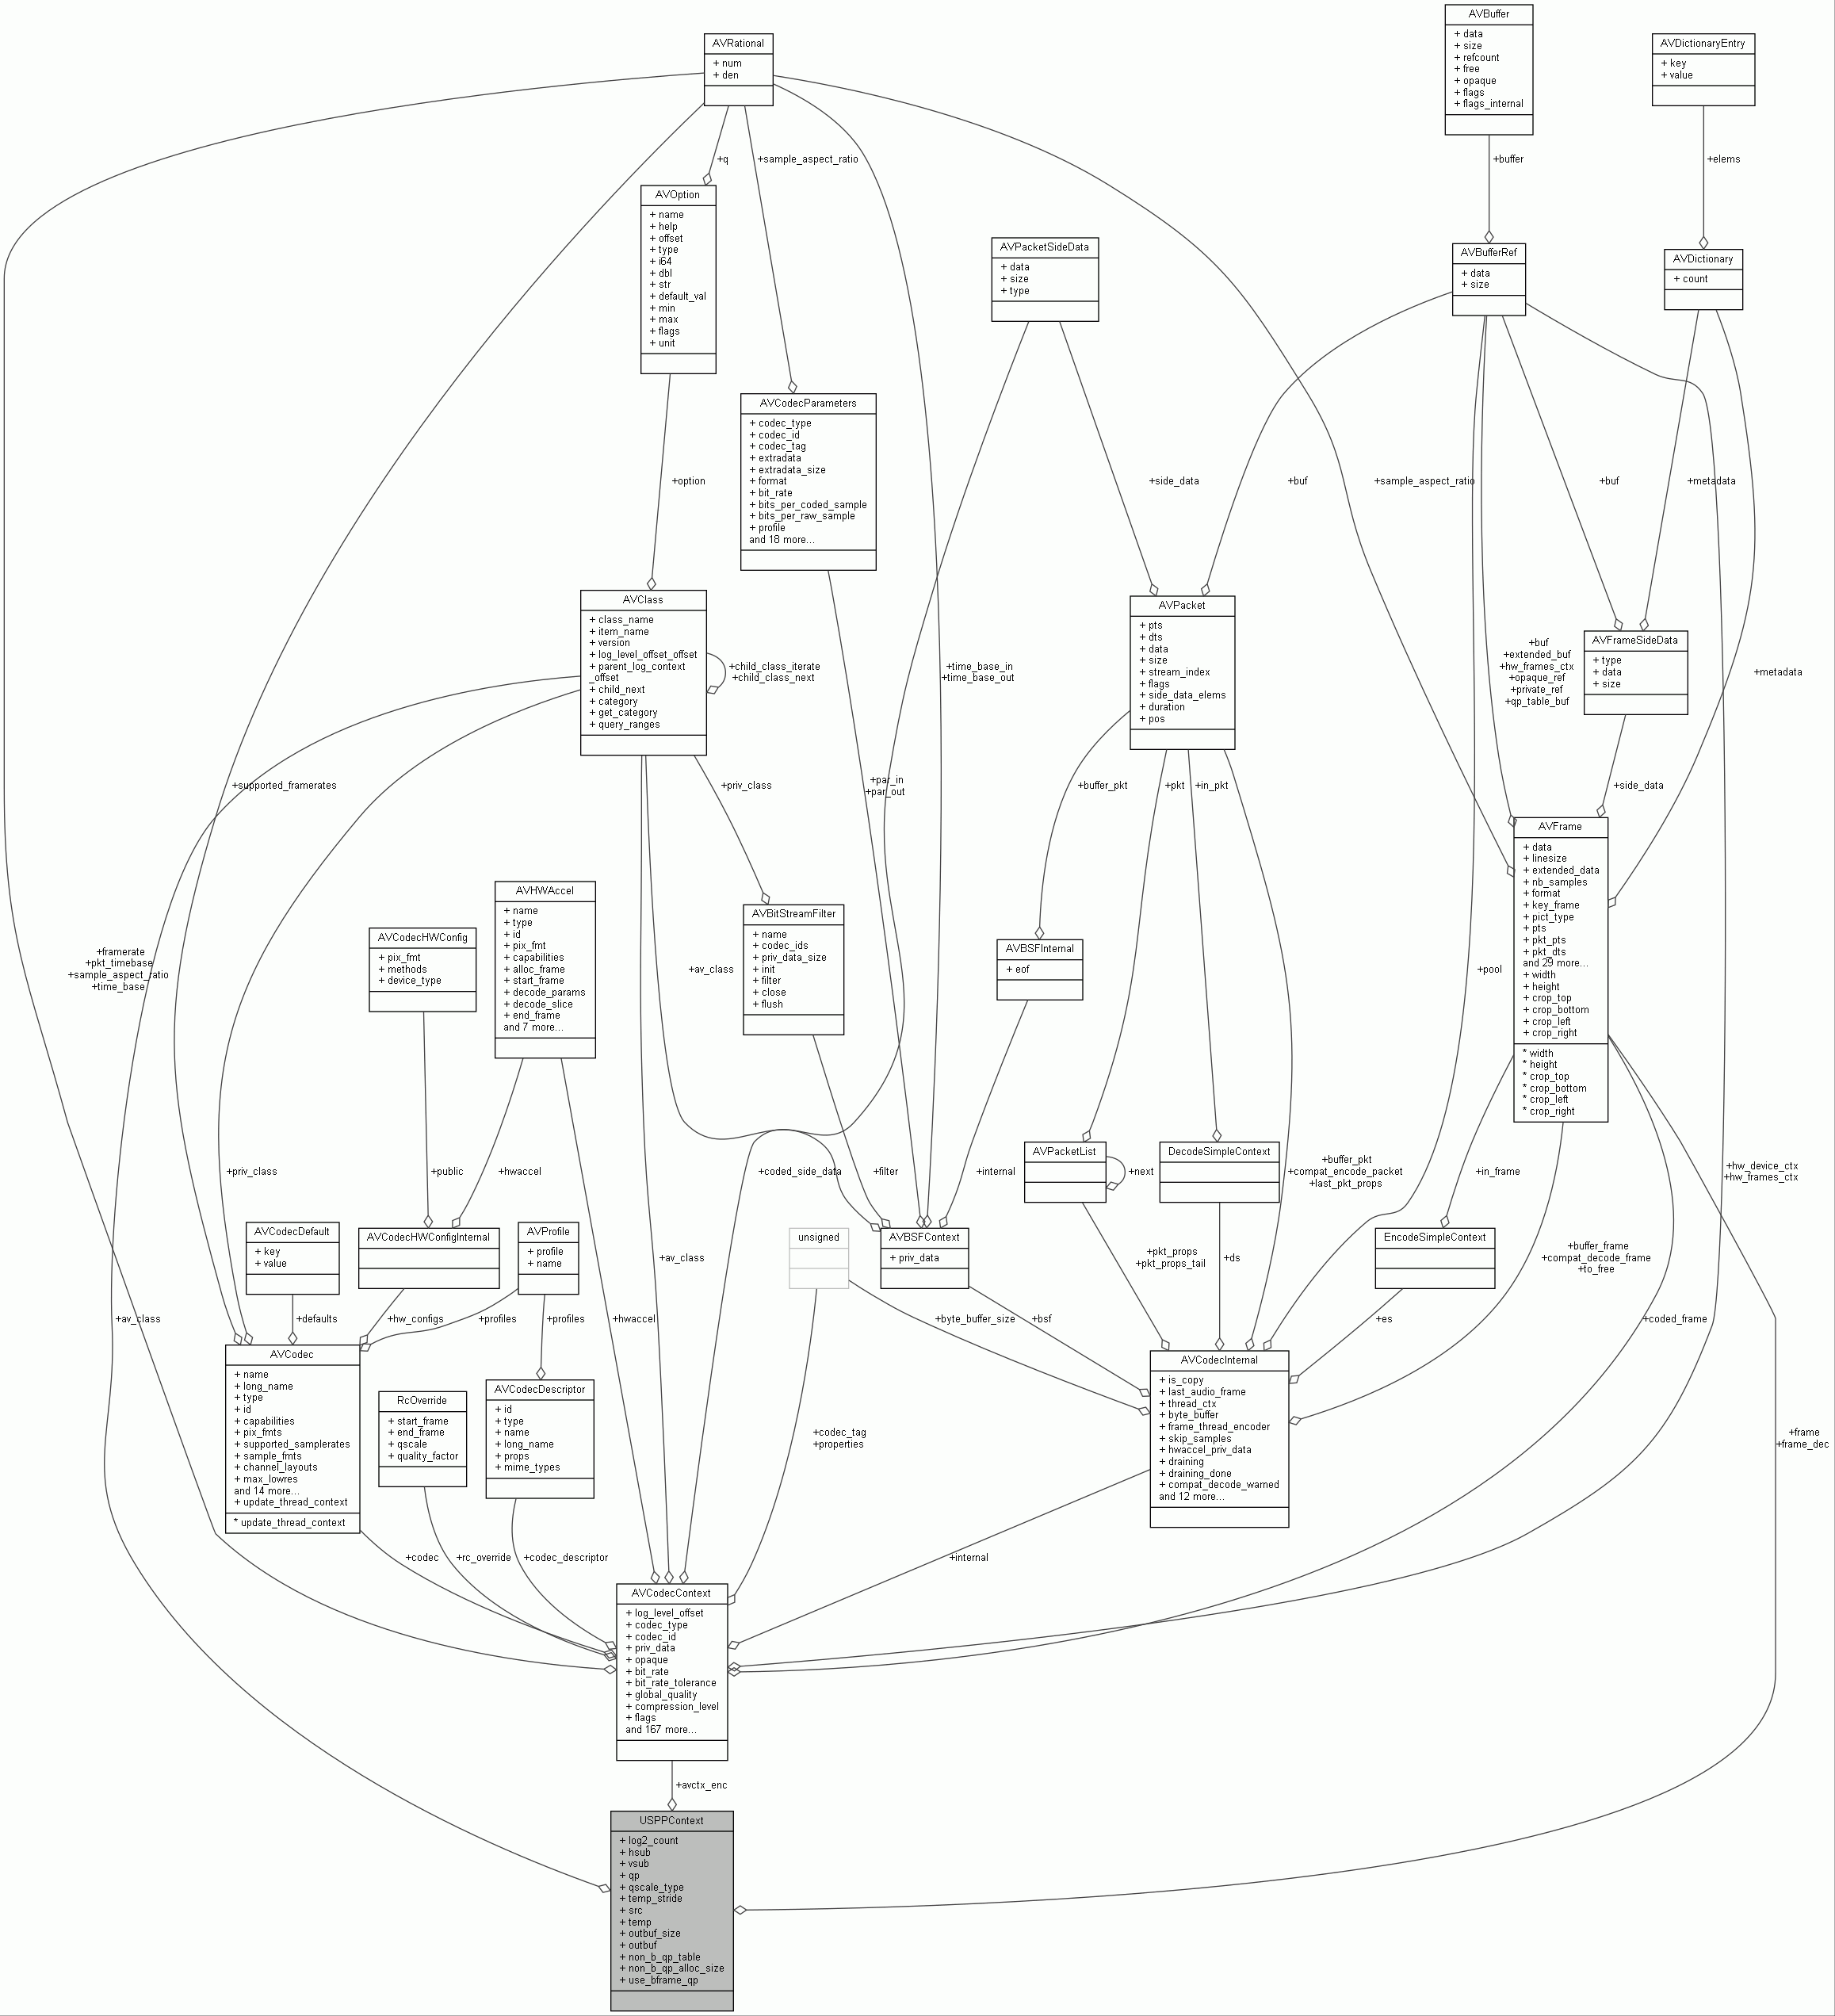 AVBuffer
+ data
+ size
+ refcount
+ free
+ opaque
+ flags
+ flags_internal
AVRational
+ num
+ den
AVDictionaryEntry
+ key
+ value
+q
+sample_aspect_ratio
+buffer
+elems
AVOption
+ name
+ help
+ offset
+ type
+ i64
+ dbl
+ str
+ default_val
+ min
+ max
+ flags
+ unit
AVPacketSideData
+ data
+ size
+ type
AVBufferRef
+ data
+ size
AVDictionary
+ count
AVCodecParameters
+ codec_type
+ codec_id
+ codec_tag
+ extradata
+ extradata_size
+ format
+ bit_rate
+ bits_per_coded_sample
+ bits_per_raw_sample
+ profile
and 18 more...
+option
+side_data
+buf
+sample_aspect_ratio
+buf
+metadata
AVClass
+ class_name
+ item_name
+ version
+ log_level_offset_offset
+ parent_log_context
_offset
+ child_next
+ category
+ get_category
+ query_ranges
+child_class_iterate
+child_class_next
+time_base_in
+time_base_out
AVPacket
+ pts
+ dts
+ data
+ size
+ stream_index
+ flags
+ side_data_elems
+ duration
+ pos
+buf
+extended_buf
+hw_frames_ctx
+opaque_ref
+private_ref
+qp_table_buf
AVFrameSideData
+ type
+ data
+ size
+metadata
+supported_framerates
+priv_class
+par_in
+par_out
+buffer_pkt
+pkt
+in_pkt
+side_data
AVFrame
+ data
+ linesize
+ extended_data
+ nb_samples
+ format
+ key_frame
+ pict_type
+ pts
+ pkt_pts
+ pkt_dts
and 29 more...
+ width
+ height
+ crop_top
+ crop_bottom
+ crop_left
+ crop_right
* width
* height
* crop_top
* crop_bottom
* crop_left
* crop_right
AVHWAccel
+ name
+ type
+ id
+ pix_fmt
+ capabilities
+ alloc_frame
+ start_frame
+ decode_params
+ decode_slice
+ end_frame
and 7 more...
AVBitStreamFilter
+ name
+ codec_ids
+ priv_data_size
+ init
+ filter
+ close
+ flush
AVCodecHWConfig
+ pix_fmt
+ methods
+ device_type
AVBSFInternal
+ eof
+framerate
+pkt_timebase
+sample_aspect_ratio
+time_base
+av_class
+pool
+priv_class
+public
+hwaccel
+coded_side_data
+filter
+internal
AVPacketList
+next
DecodeSimpleContext
+buffer_pkt
+compat_encode_packet
+last_pkt_props
+in_frame
+hw_device_ctx
+hw_frames_ctx
AVCodecDefault
+ key
+ value
AVCodecHWConfigInternal
AVProfile
+ profile
+ name
+av_class
unsigned
AVBSFContext
+ priv_data
+pkt_props
+pkt_props_tail
+ds
EncodeSimpleContext
+buffer_frame
+compat_decode_frame
+to_free
+av_class
+defaults
+hw_configs
+profiles
+profiles
+hwaccel
+byte_buffer_size
+bsf
+es
+coded_frame
AVCodec
+ name
+ long_name
+ type
+ id
+ capabilities
+ pix_fmts
+ supported_samplerates
+ sample_fmts
+ channel_layouts
+ max_lowres
and 14 more...
+ update_thread_context
* update_thread_context
RcOverride
+ start_frame
+ end_frame
+ qscale
+ quality_factor
AVCodecDescriptor
+ id
+ type
+ name
+ long_name
+ props
+ mime_types
+codec_tag
+properties
AVCodecInternal
+ is_copy
+ last_audio_frame
+ thread_ctx
+ byte_buffer
+ frame_thread_encoder
+ skip_samples
+ hwaccel_priv_data
+ draining
+ draining_done
+ compat_decode_warned
and 12 more...
+frame
+frame_dec
+codec
+rc_override
+codec_descriptor
+internal
AVCodecContext
+ log_level_offset
+ codec_type
+ codec_id
+ priv_data
+ opaque
+ bit_rate
+ bit_rate_tolerance
+ global_quality
+ compression_level
+ flags
and 167 more...
+avctx_enc
USPPContext
+ log2_count
+ hsub
+ vsub
+ qp
+ qscale_type
+ temp_stride
+ src
+ temp
+ outbuf_size
+ outbuf
+ non_b_qp_table
+ non_b_qp_alloc_size
+ use_bframe_qp